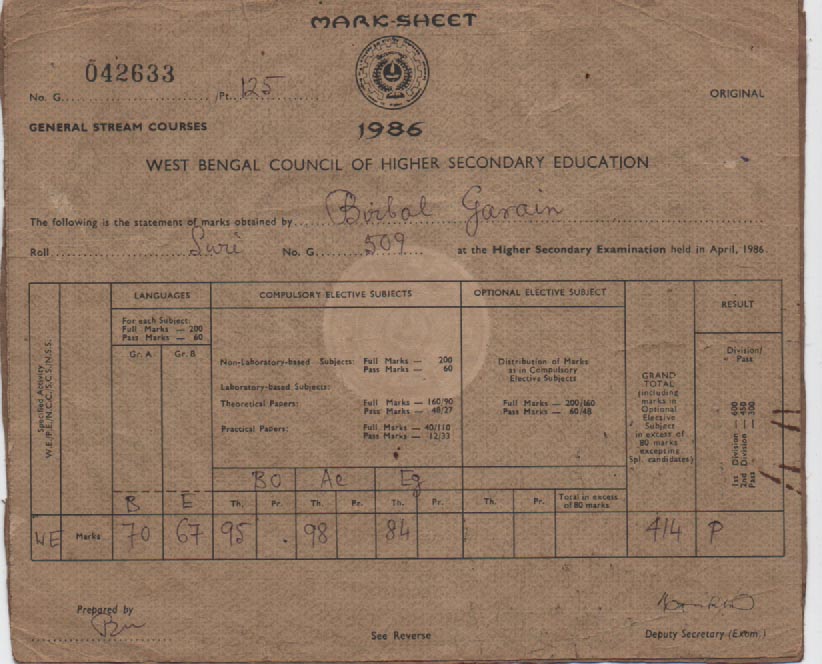 MARK-SHEET
042633
No. G. /Pt. 125
ORIGINAL
GENERAL STREAM COURSES
1986
WEST BENGAL COUNCIL OF HIGHER SECONDARY EDUCATION
The following is the statement of marks obtained by Birbal Garain
Roll Suri No. G. 509 at the Higher Secondary Examination held in April, 1986.
Specified Activity
W.E./P.E./N.C.C./S.C.S./N.S.S.
LANGUAGES
For each Subject:
Full Marks — 200
Pass Marks — 60
Gr. A Gr. B
COMPULSORY ELECTIVE SUBJECTS
Non-Laboratory-based Subjects: Full Marks — 200
Pass Marks — 60
Laboratory-based Subjects:
Theoretical Papers: Full Marks — 160/90
Pass Marks — 48/27
Practical Papers: Full Marks — 40/110
Pass Marks — 12/33
OPTIONAL ELECTIVE SUBJECT
Distribution of Marks
as in Compulsory
Elective Subjects
Full Marks — 200/160
Pass Marks — 60/48
GRAND
TOTAL
(including
marks in
Optional
Elective
Subject
in excess of
80 marks
excepting
Spl. candidates)
RESULT
Division/
Pass
1st Division — 600
2nd Division —
Pass — 300
BO Ac Eg
B E Th. Pr. Th. Pr. Th. Pr. Th. Pr. Total in excess
of 80 marks
WE Marks 70 67 95 98 84 414 P
Prepared by
See Reverse
Deputy Secretary (Exam.)